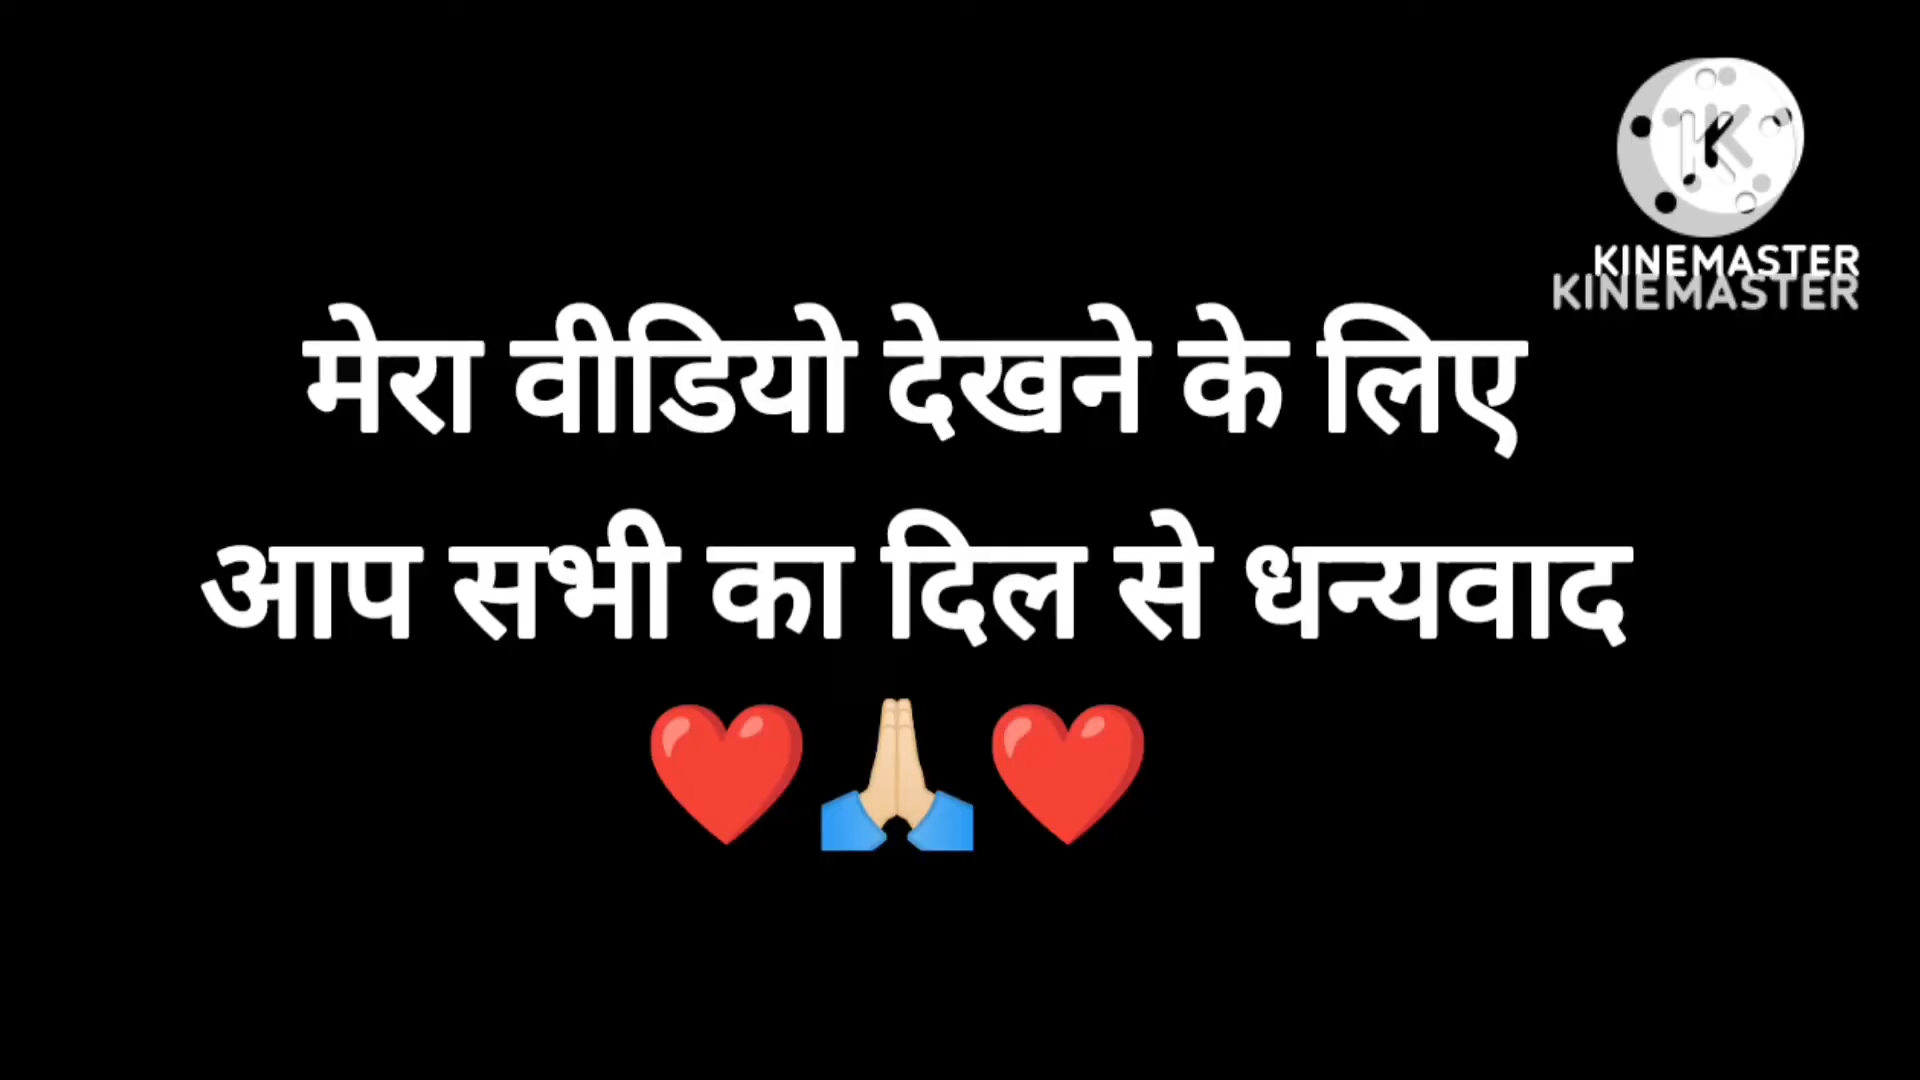 KINEMASTER
KINEMASTER
मेरा वीडियो देखने के लिए
आप सभी का दिल से धन्यवाद
❤️🙏🏻❤️